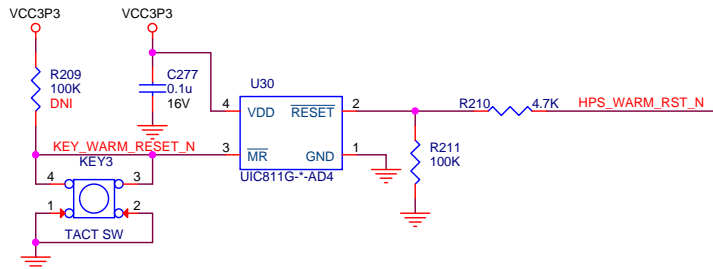 VCC3P3
VCC3P3
R209
100K
DNI
C277
0.1u
16V
U30
4
VDD
RESET
2
R210
4.7K
HPS_WARM_RST_N
KEY_WARM_RESET_N
3
MR
GND
1
R211
100K
UIC811G-*-AD4
KEY3
4
3
1
2
TACT SW